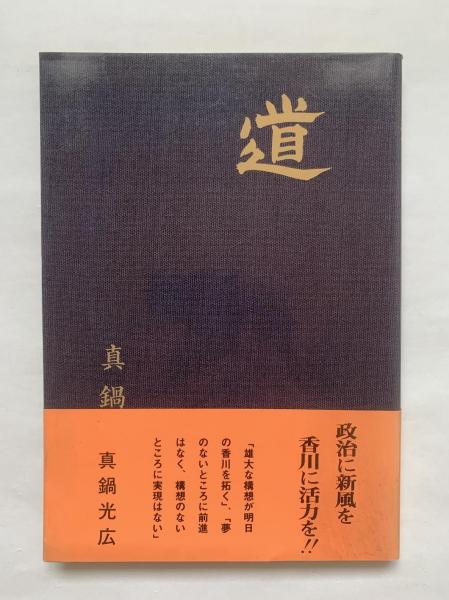 道
真鍋
政治に新風を
香川に活力を!!
「雄大な構想が明日
の香川を拓く」、「夢
のないところに前進
はなく、構想のない
ところに実現はない」
真鍋光広